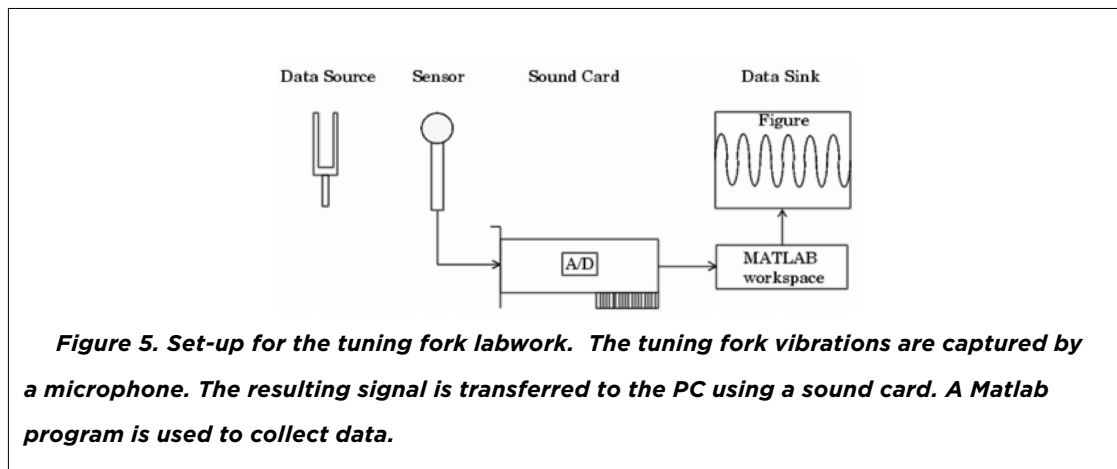 Data Source Sensor Sound Card Data Sink
Figure
A/D
MATLAB
workspace
Figure 5. Set-up for the tuning fork labwork. The tuning fork vibrations are captured by
a microphone. The resulting signal is transferred to the PC using a sound card. A Matlab
program is used to collect data.